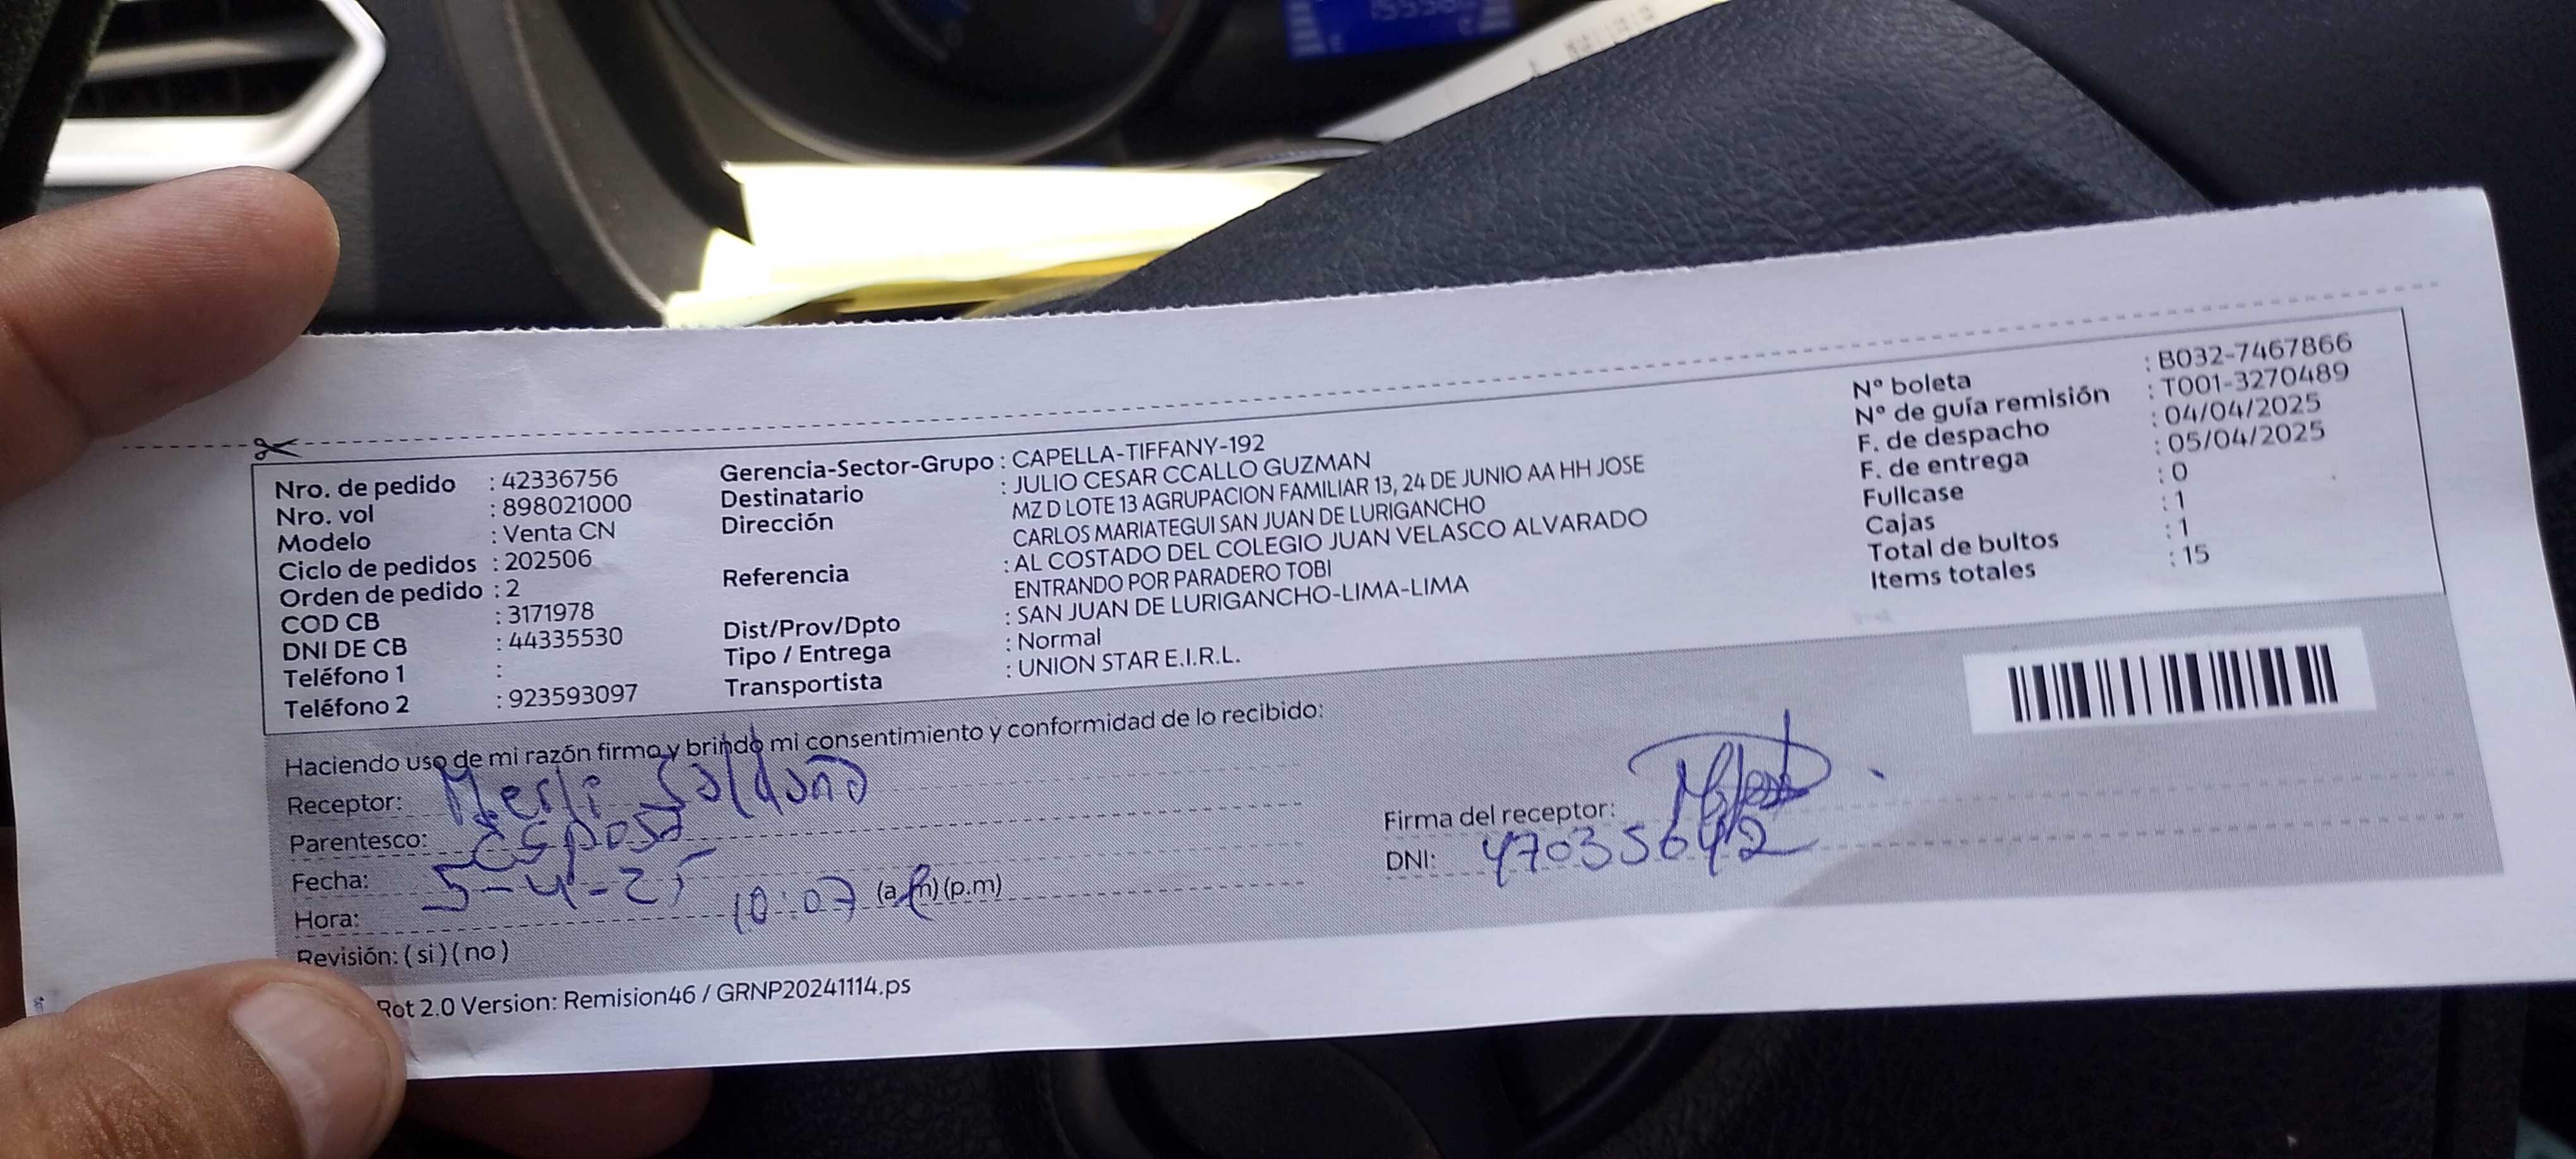 Nro. de pedido : 42336756
Nro. vol : 898021000
Modelo : Venta CN
Ciclo de pedidos : 202506
Orden de pedido : 2
COD CB : 3171978
DNI DE CB : 44335530
Teléfono 1 :
Teléfono 2 : 923593097
Gerencia-Sector-Grupo : CAPELLA-TIFFANY-192
Destinatario : JULIO CESAR CCALLO GUZMAN
Dirección MZ D LOTE 13 AGRUPACION FAMILIAR 13, 24 DE JUNIO AA HH JOSE
CARLOS MARIATEGUI SAN JUAN DE LURIGANCHO
Referencia : AL COSTADO DEL COLEGIO JUAN VELASCO ALVARADO
ENTRANDO POR PARADERO TOBI
Dist/Prov/Dpto : SAN JUAN DE LURIGANCHO-LIMA-LIMA
Tipo / Entrega : Normal
Transportista : UNION STAR E.I.R.L.
Nº boleta : B032-7467866
Nº de guía remisión : T001-3270489
F. de despacho : 04/04/2025
F. de entrega : 05/04/2025
Fullcase : 0
Cajas : 1
Total de bultos : 1
Items totales : 15
Haciendo uso de mi razón firmo y brindo mi consentimiento y conformidad de lo recibido:
Receptor: Merli Saldaña
Parentesco: Esposa
Fecha: 5-4-25
Hora: 10:07 (a.m) (p.m)
Revisión: ( si ) ( no )
Firma del receptor:
DNI: 47035642
Rot 2.0 Version: Remision46 / GRNP20241114.ps